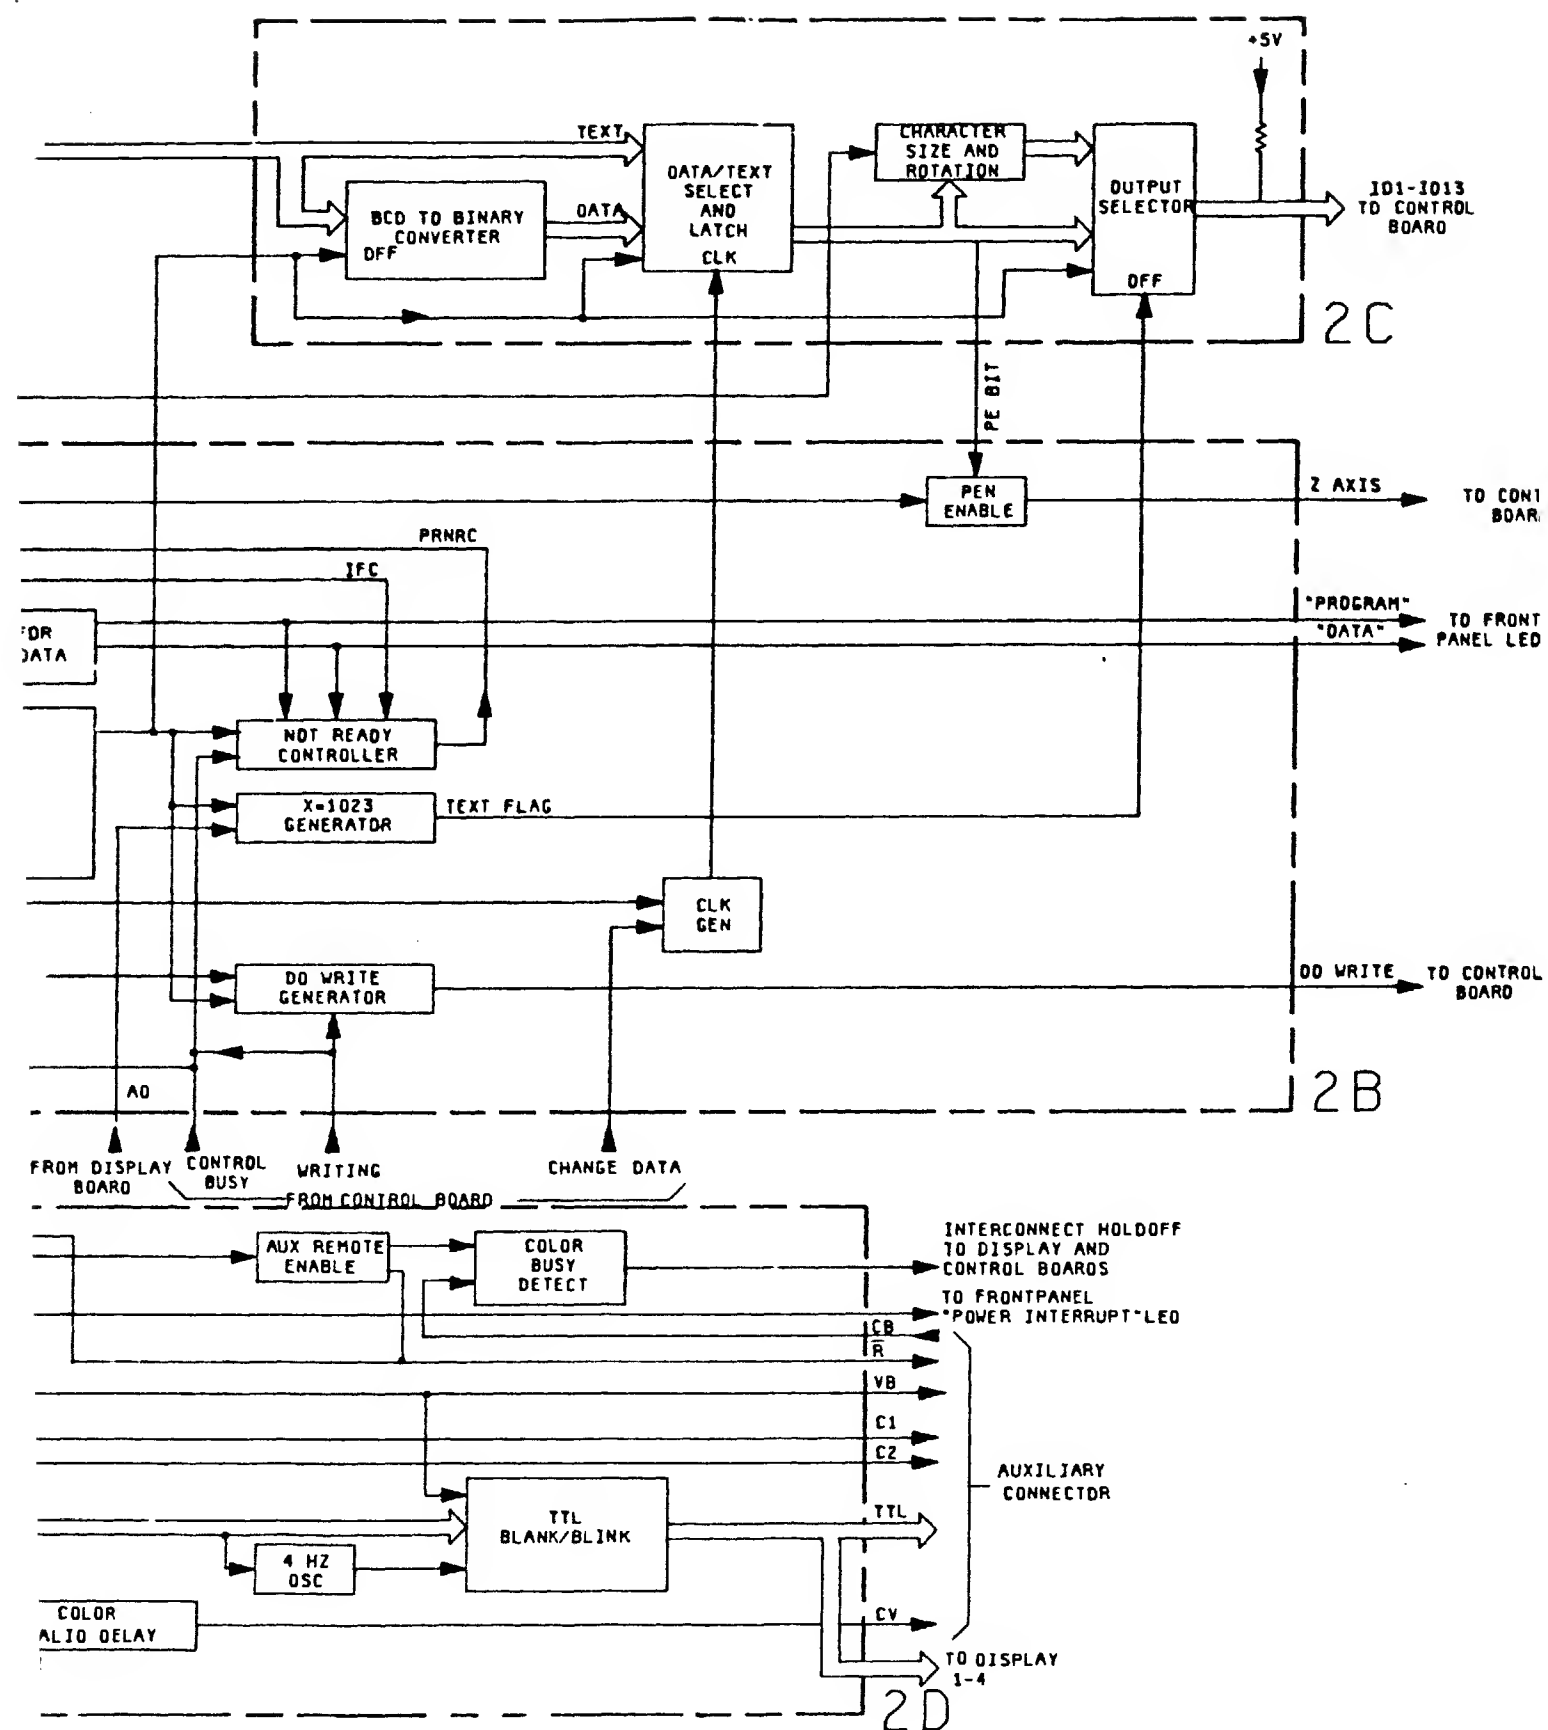 +5V
TEXT
CHARACTER
SIZE AND
ROTATION
DATA/TEXT
SELECT
AND
LATCH
CLK
OUTPUT
SELECTOR
OFF
ID1-ID13
TO CONTROL
BOARD
BCD TO BINARY
CONVERTER
OFF
DATA
2C
PE BIT
PEN
ENABLE
Z AXIS
TO CONT
BOAR
PRNRC
IFC
"PROGRAM"
"DATA"
TO FRONT
PANEL LED
FOR
DATA
NOT READY
CONTROLLER
X=1023
GENERATOR
TEXT FLAG
CLK
GEN
DO WRITE
GENERATOR
DO WRITE
TO CONTROL
BOARD
A0
2B
FROM DISPLAY
BOARD
CONTROL
BUSY
WRITING
CHANGE DATA
FROM CONTROL BOARD
AUX REMOTE
ENABLE
COLOR
BUSY
DETECT
INTERCONNECT HOLDOFF
TO DISPLAY AND
CONTROL BOARDS
TO FRONTPANEL
"POWER INTERRUPT"LED
CB
R̅
VB
C1
C2
AUXILIARY
CONNECTOR
TTL
BLANK/BLINK
TTL
4 HZ
OSC
COLOR
ALID DELAY
CV
TO DISPLAY
1-4
2D